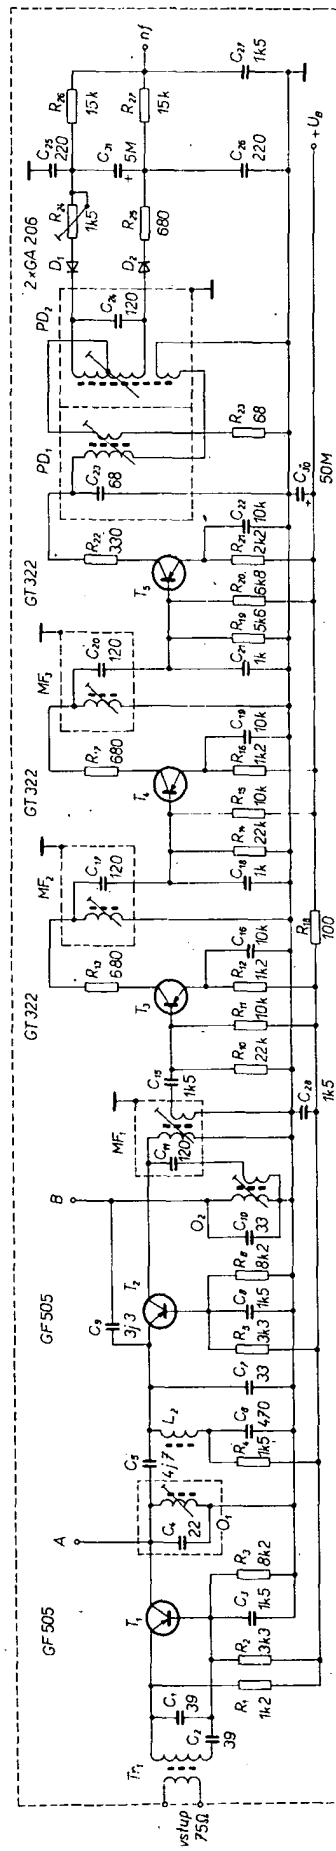 GF 505
GF 505
GT 322
GT 322
GT 322
2×GA 206
vstup
75Ω
Tr₁
C₁
39
C₂
39
R₁
1k2
T₁
R₂
3k3
C₃
1k5
R₃
8k2
A
C₄
22
O₁
C₅
4j7
L₂
R₄
1k5
C₆
470
C₇
33
C₉
3j3
T₂
R₅
3k3
C₈
1k5
R₆
8k2
B
O₂
C₁₀
33
MF₁
C₁₁
120
C₁₅
1k5
C₂₈
1k5
R₁₀
22k
R₁₁
10k
R₁₂
1k2
C₁₆
10k
T₃
R₁₃
680
MF₂
C₁₇
120
R₁₈
100
C₁₈
1k
R₁₄
22k
R₁₅
10k
R₁₆
1k2
C₁₉
10k
T₄
R₁₇
680
MF₃
C₂₀
120
C₂₁
1k
R₁₉
5k6
R₂₀
6k8
R₂₁
2k2
C₂₂
10k
T₅
R₂₂
330
C₃₀
+
50M
PD₁
C₂₃
68
R₂₃
68
PD₂
C₂₄
120
D₁
D₂
R₂₄
1k5
R₂₅
680
C₂₅
220
C₃₁
+
5M
C₂₆
220
R₂₆
15k
R₂₇
15k
C₂₇
1k5
nf
+U_B